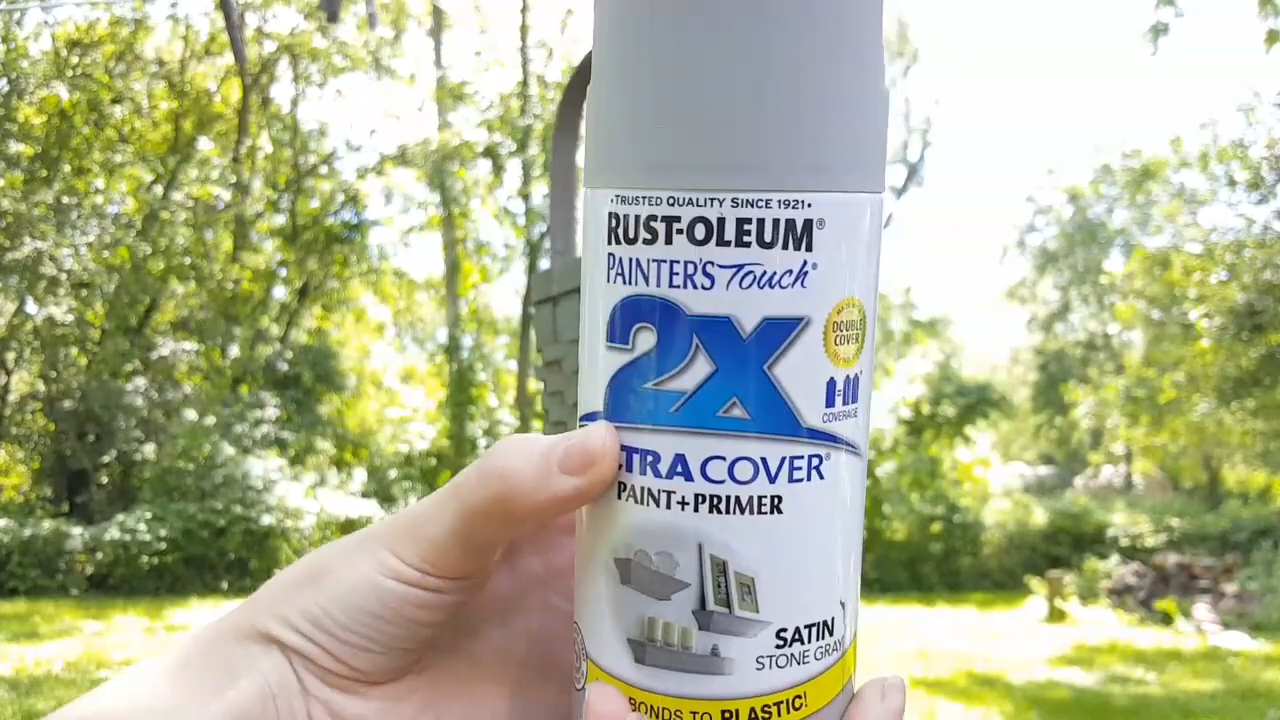 •TRUSTED QUALITY SINCE 1921•
RUST-OLEUM®
PAINTER'S Touch®
2X
DOUBLE
COVER
COVERAGE
TRA COVER®
PAINT+PRIMER
SATIN
STONE GRAY
BONDS TO PLASTIC!